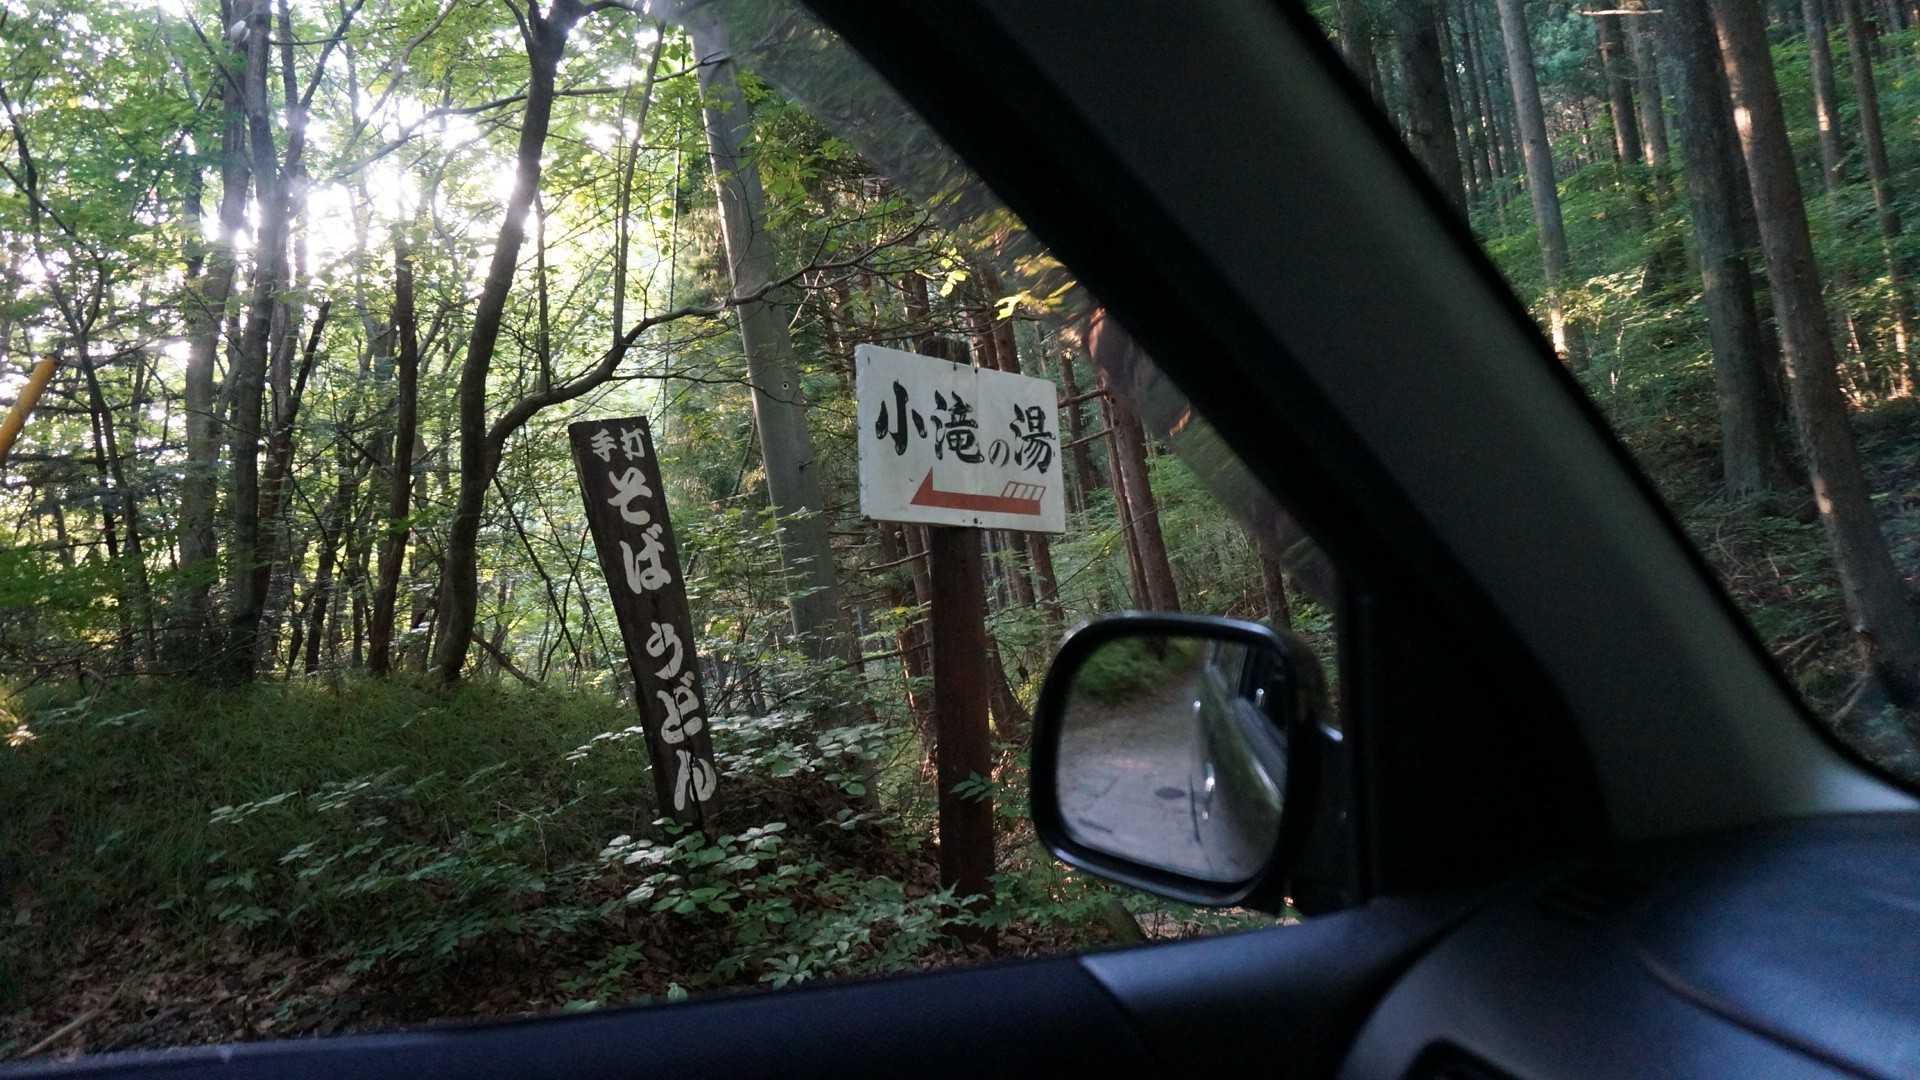 手打
そば うどん
小滝の湯